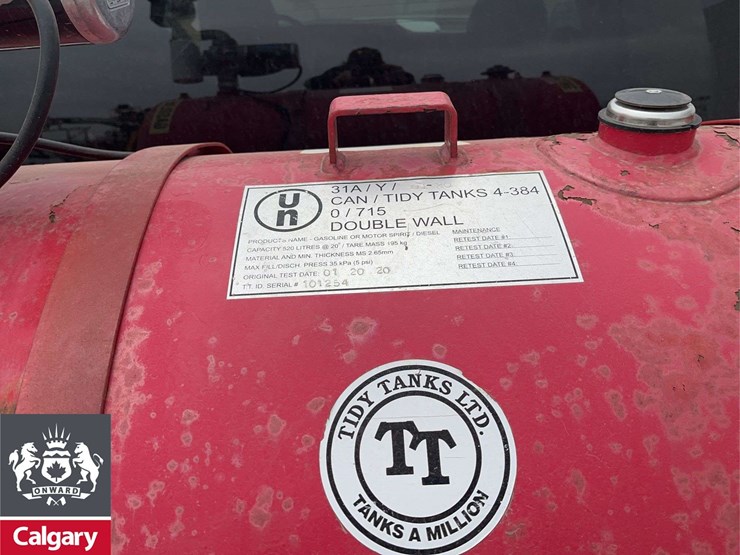 Un
31A / Y /
CAN / TIDY TANKS 4-384
0 / 715
DOUBLE WALL
PRODUCTS NAME - GASOLINE OR MOTOR SPIRIT / DIESEL
CAPACITY 520 LITRES @ 20° / TARE MASS 195 kg
MATERIAL AND MIN. THICKNESS MS 2.65mm
MAX FILL/DISCH. PRESS 35 kPa (5 psi)
ORIGINAL TEST DATE: 01 20 20
TT. ID. SERIAL # 101254
MAINTENANCE
RETEST DATE #1
RETEST DATE #2
RETEST DATE #3
RETEST DATE #4
TIDY TANKS LTD.
TT
TANKS A MILLION
ONWARD
Calgary